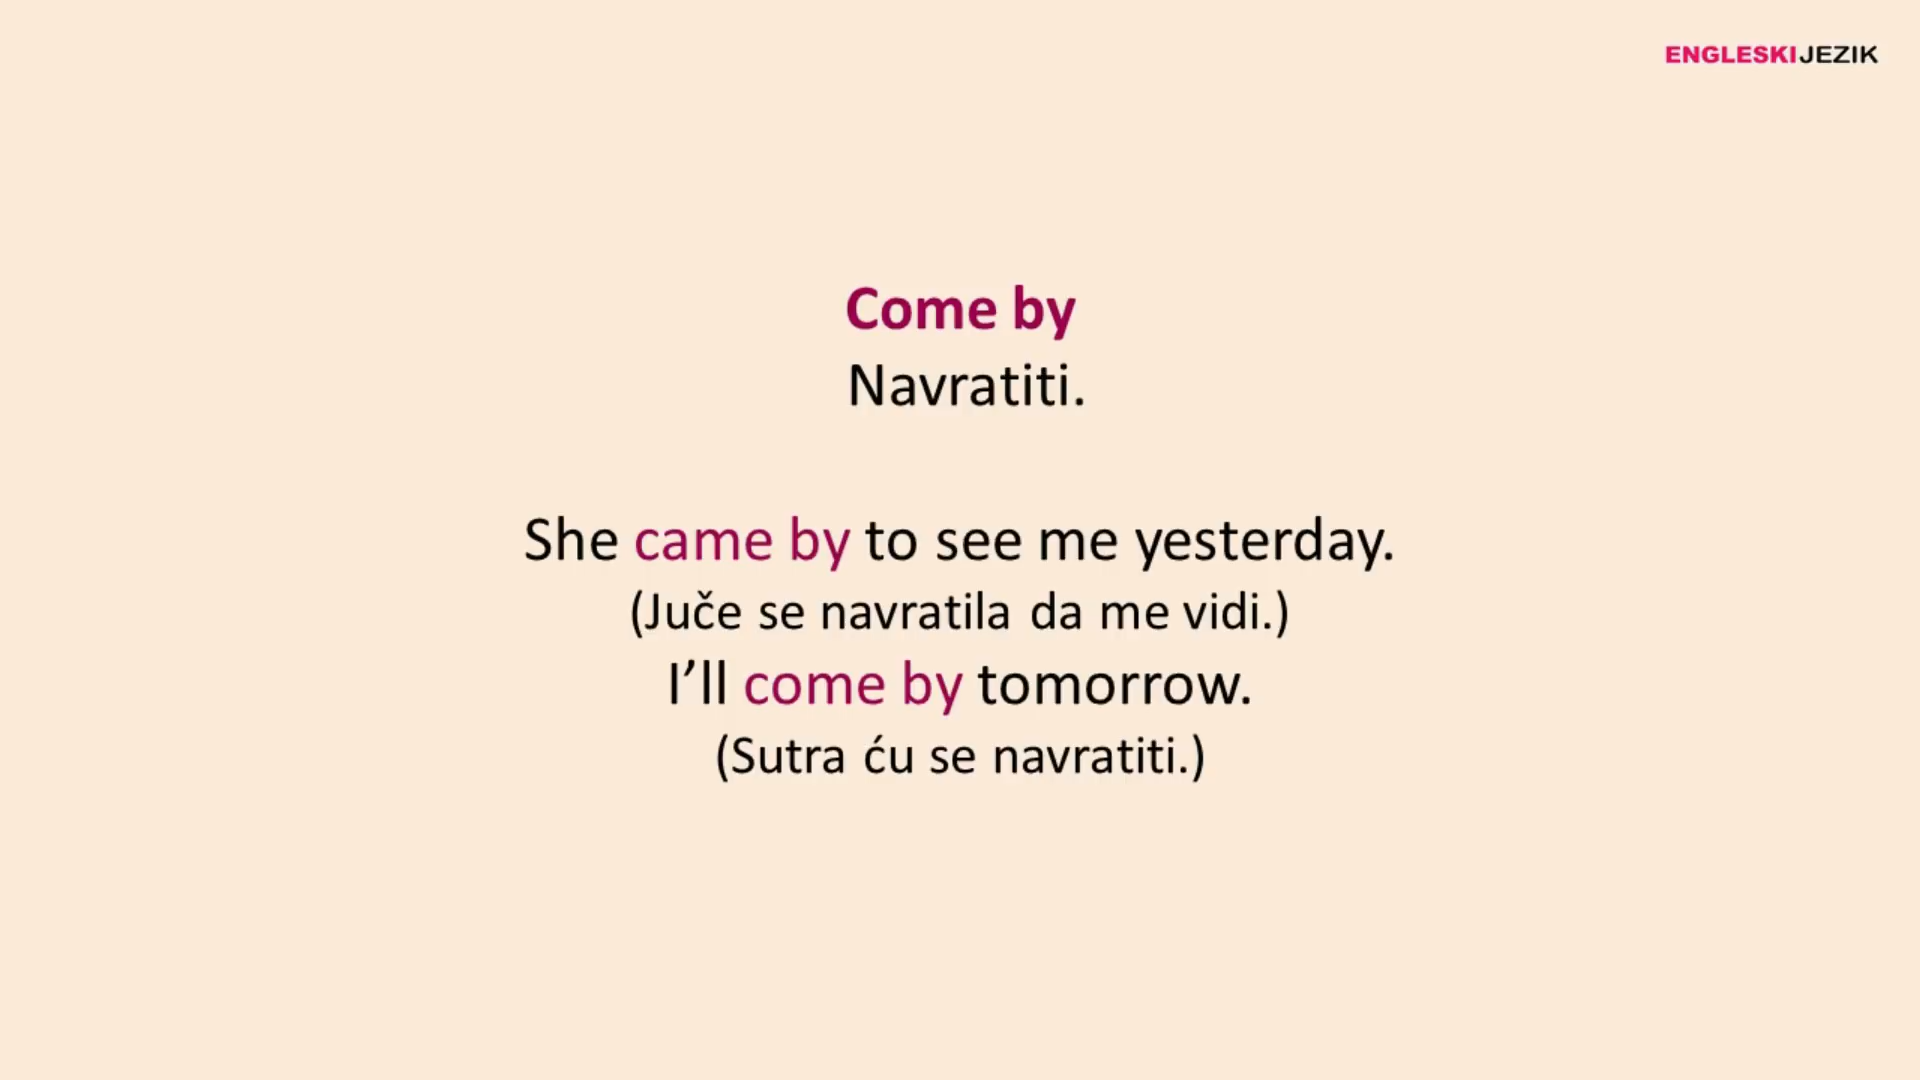 ENGLESKIJEZIK
Come by
Navratiti.
She came by to see me yesterday.
(Juče se navratila da me vidi.)
I’ll come by tomorrow.
(Sutra ću se navratiti.)